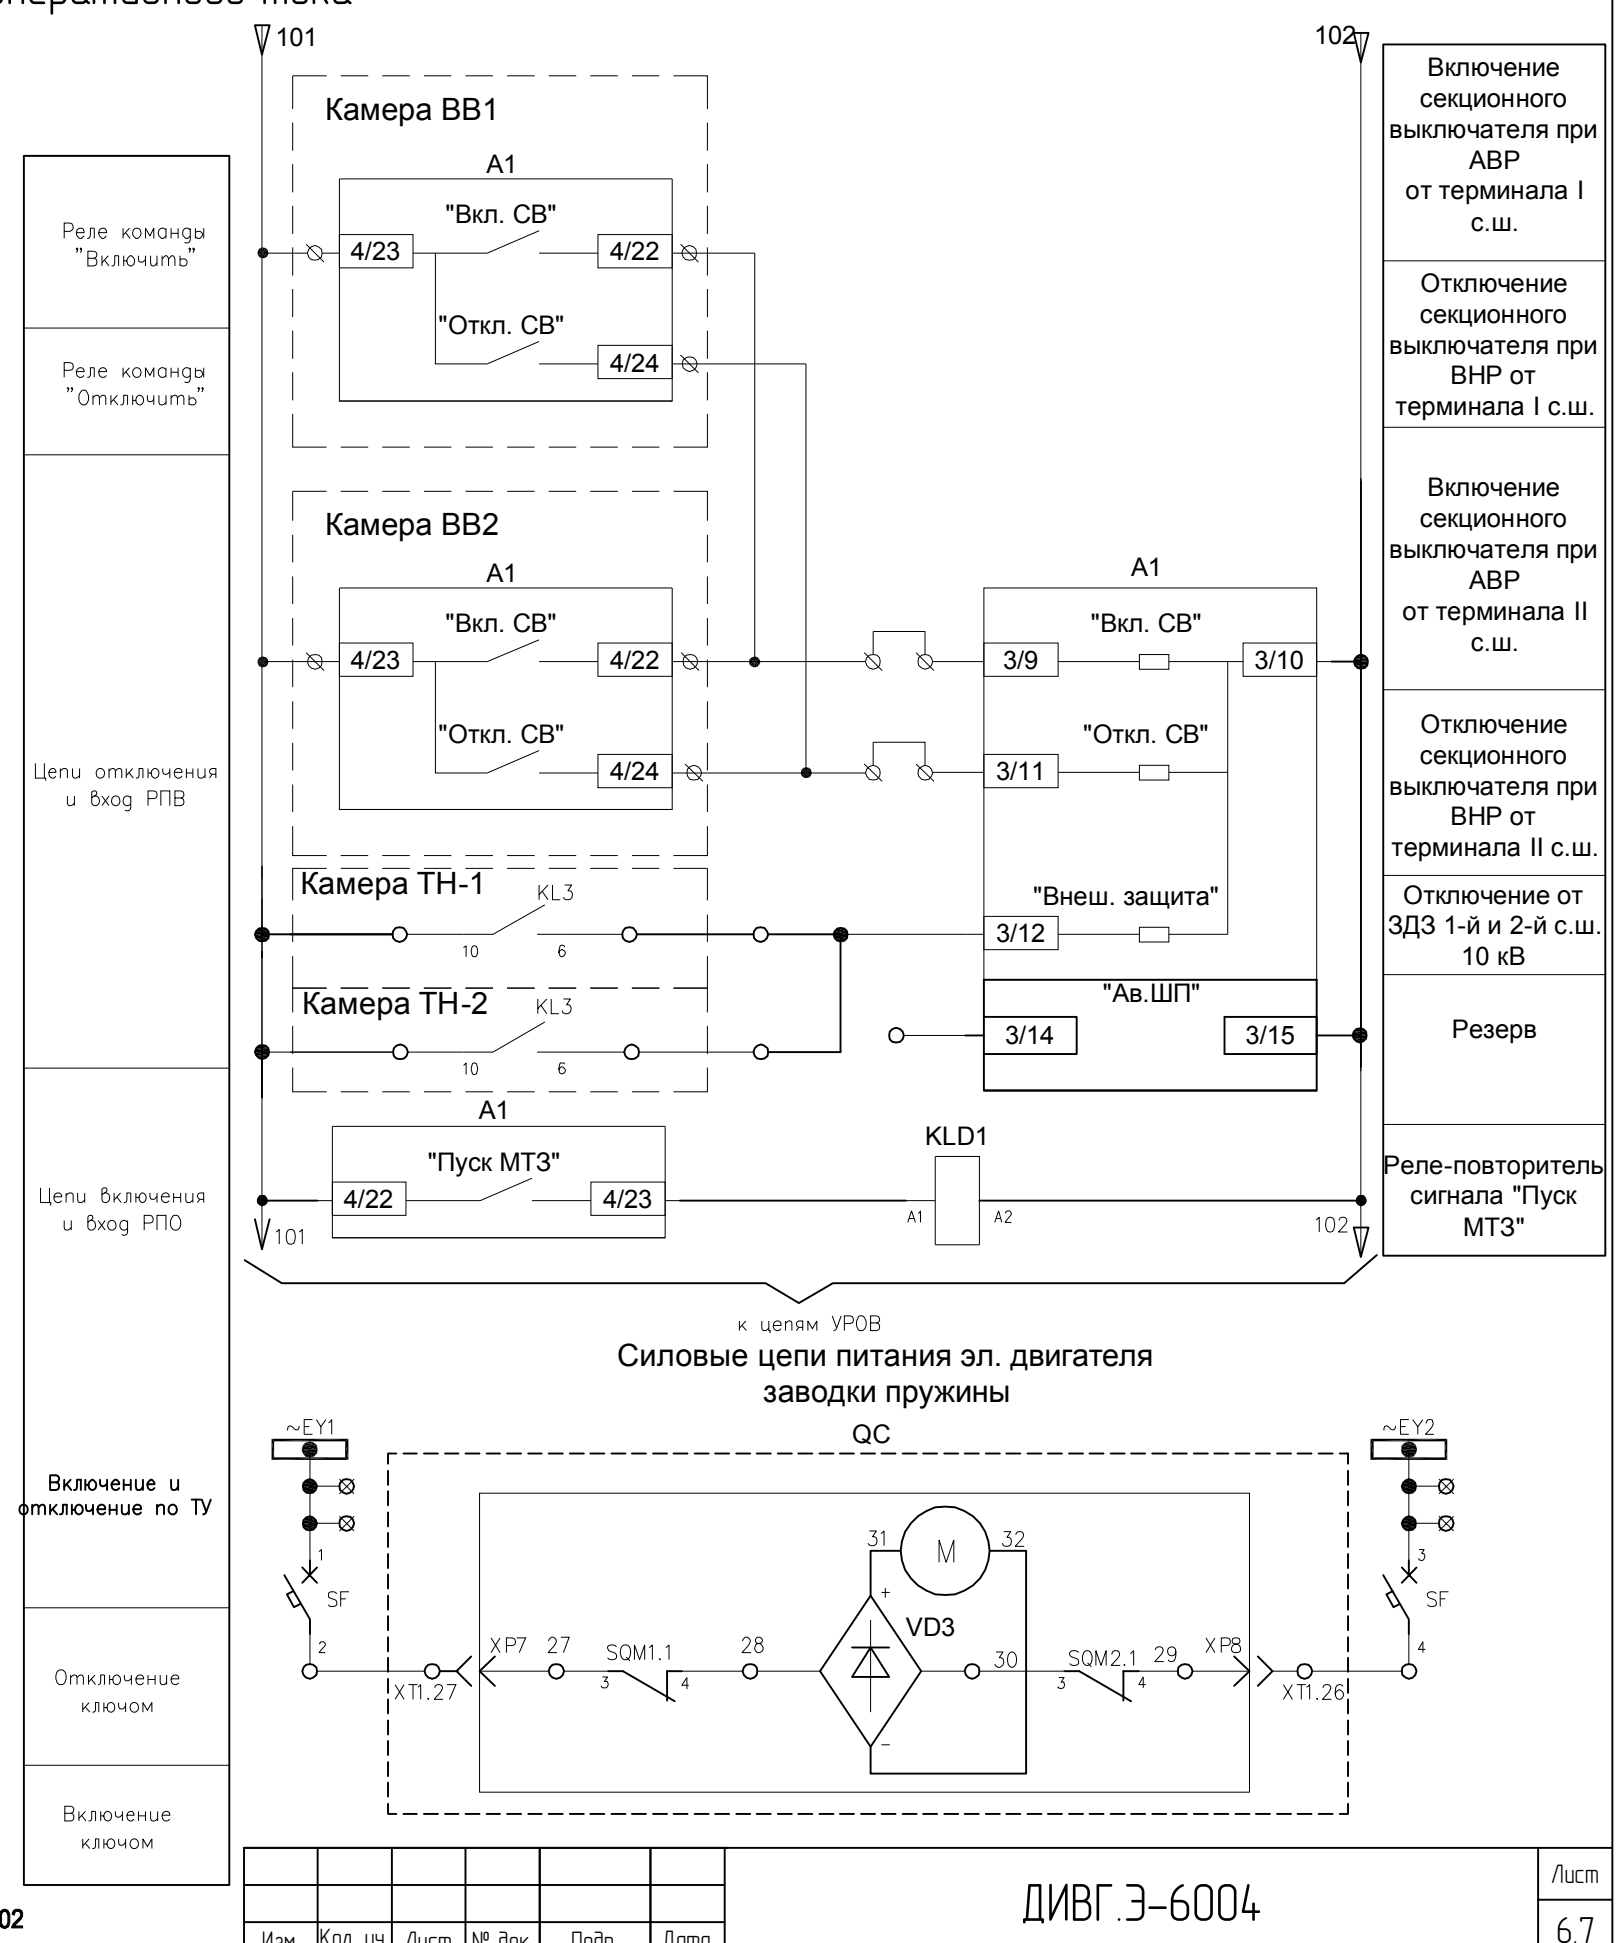 101
102
Камера ВВ1
А1
"Вкл. СВ"
4/23
4/22
"Откл. СВ"
4/24
Камера ВВ2
А1
"Вкл. СВ"
4/23
4/22
"Откл. СВ"
4/24
А1
"Вкл. СВ"
3/9
3/10
"Откл. СВ"
3/11
"Внеш. защита"
3/12
"Ав.ШП"
3/14
3/15
Камера ТН-1
KL3
10
6
Камера ТН-2
KL3
10
6
А1
"Пуск МТЗ"
4/22
4/23
KLD1
А1
А2
101
102
к цепям УРОВ
Реле команды
"Включить"
Реле команды
"Отключить"
Цепи отключения
и вход РПВ
Цепи включения
и вход РПО
Включение и
отключение по ТУ
Отключение
ключом
Включение
ключом
Включение
секционного
выключателя при
АВР
от терминала I
с.ш.
Отключение
секционного
выключателя при
ВНР от
терминала I с.ш.
Включение
секционного
выключателя при
АВР
от терминала II
с.ш.
Отключение
секционного
выключателя при
ВНР от
терминала II с.ш.
Отключение от
ЗДЗ 1-й и 2-й с.ш.
10 кВ
Резерв
Реле-повторитель
сигнала "Пуск
МТЗ"
Силовые цепи питания эл. двигателя
заводки пружины
QC
~EY1
1
SF
2
XT1.27
XP7
27
SQM1.1
3
4
28
31
M
32
+
VD3
-
30
SQM2.1
3
4
29
XP8
XT1.26
~EY2
3
SF
4
ДИВГ.Э-6004
Лист
6.7
02
Лист
№ док.
Подп.
Дата